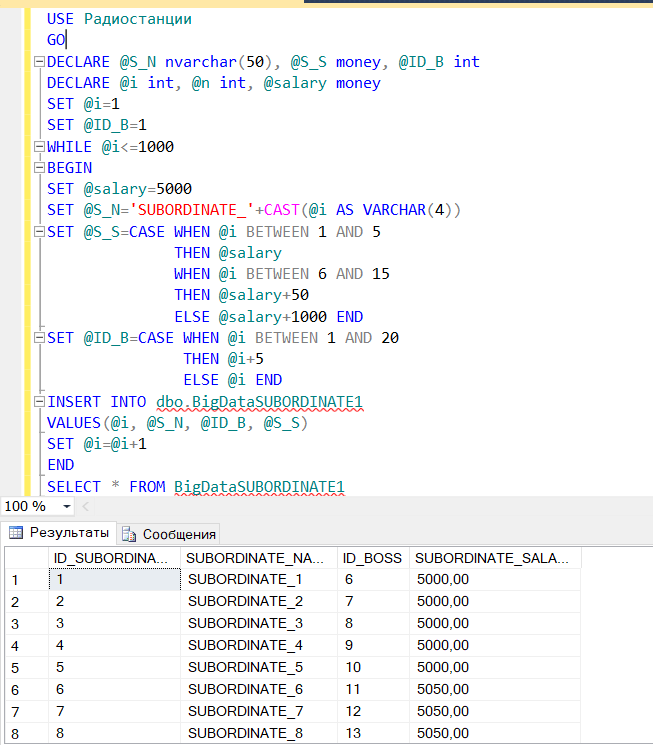 USE Радиостанции
GO
DECLARE @S_N nvarchar(50), @S_S money, @ID_B int
DECLARE @i int, @n int, @salary money
SET @i=1
SET @ID_B=1
WHILE @i<=1000
BEGIN
SET @salary=5000
SET @S_N='SUBORDINATE_'+CAST(@i AS VARCHAR(4))
SET @S_S=CASE WHEN @i BETWEEN 1 AND 5
THEN @salary
WHEN @i BETWEEN 6 AND 15
THEN @salary+50
ELSE @salary+1000 END
SET @ID_B=CASE WHEN @i BETWEEN 1 AND 20
THEN @i+5
ELSE @i END
INSERT INTO dbo.BigDataSUBORDINATE1
VALUES(@i, @S_N, @ID_B, @S_S)
SET @i=@i+1
END
SELECT * FROM BigDataSUBORDINATE1
100 %
Результаты Сообщения
ID_SUBORDINA... SUBORDINATE_NA... ID_BOSS SUBORDINATE_SALA...
1 1 SUBORDINATE_1 6 5000,00
2 2 SUBORDINATE_2 7 5000,00
3 3 SUBORDINATE_3 8 5000,00
4 4 SUBORDINATE_4 9 5000,00
5 5 SUBORDINATE_5 10 5000,00
6 6 SUBORDINATE_6 11 5050,00
7 7 SUBORDINATE_7 12 5050,00
8 8 SUBORDINATE_8 13 5050,00